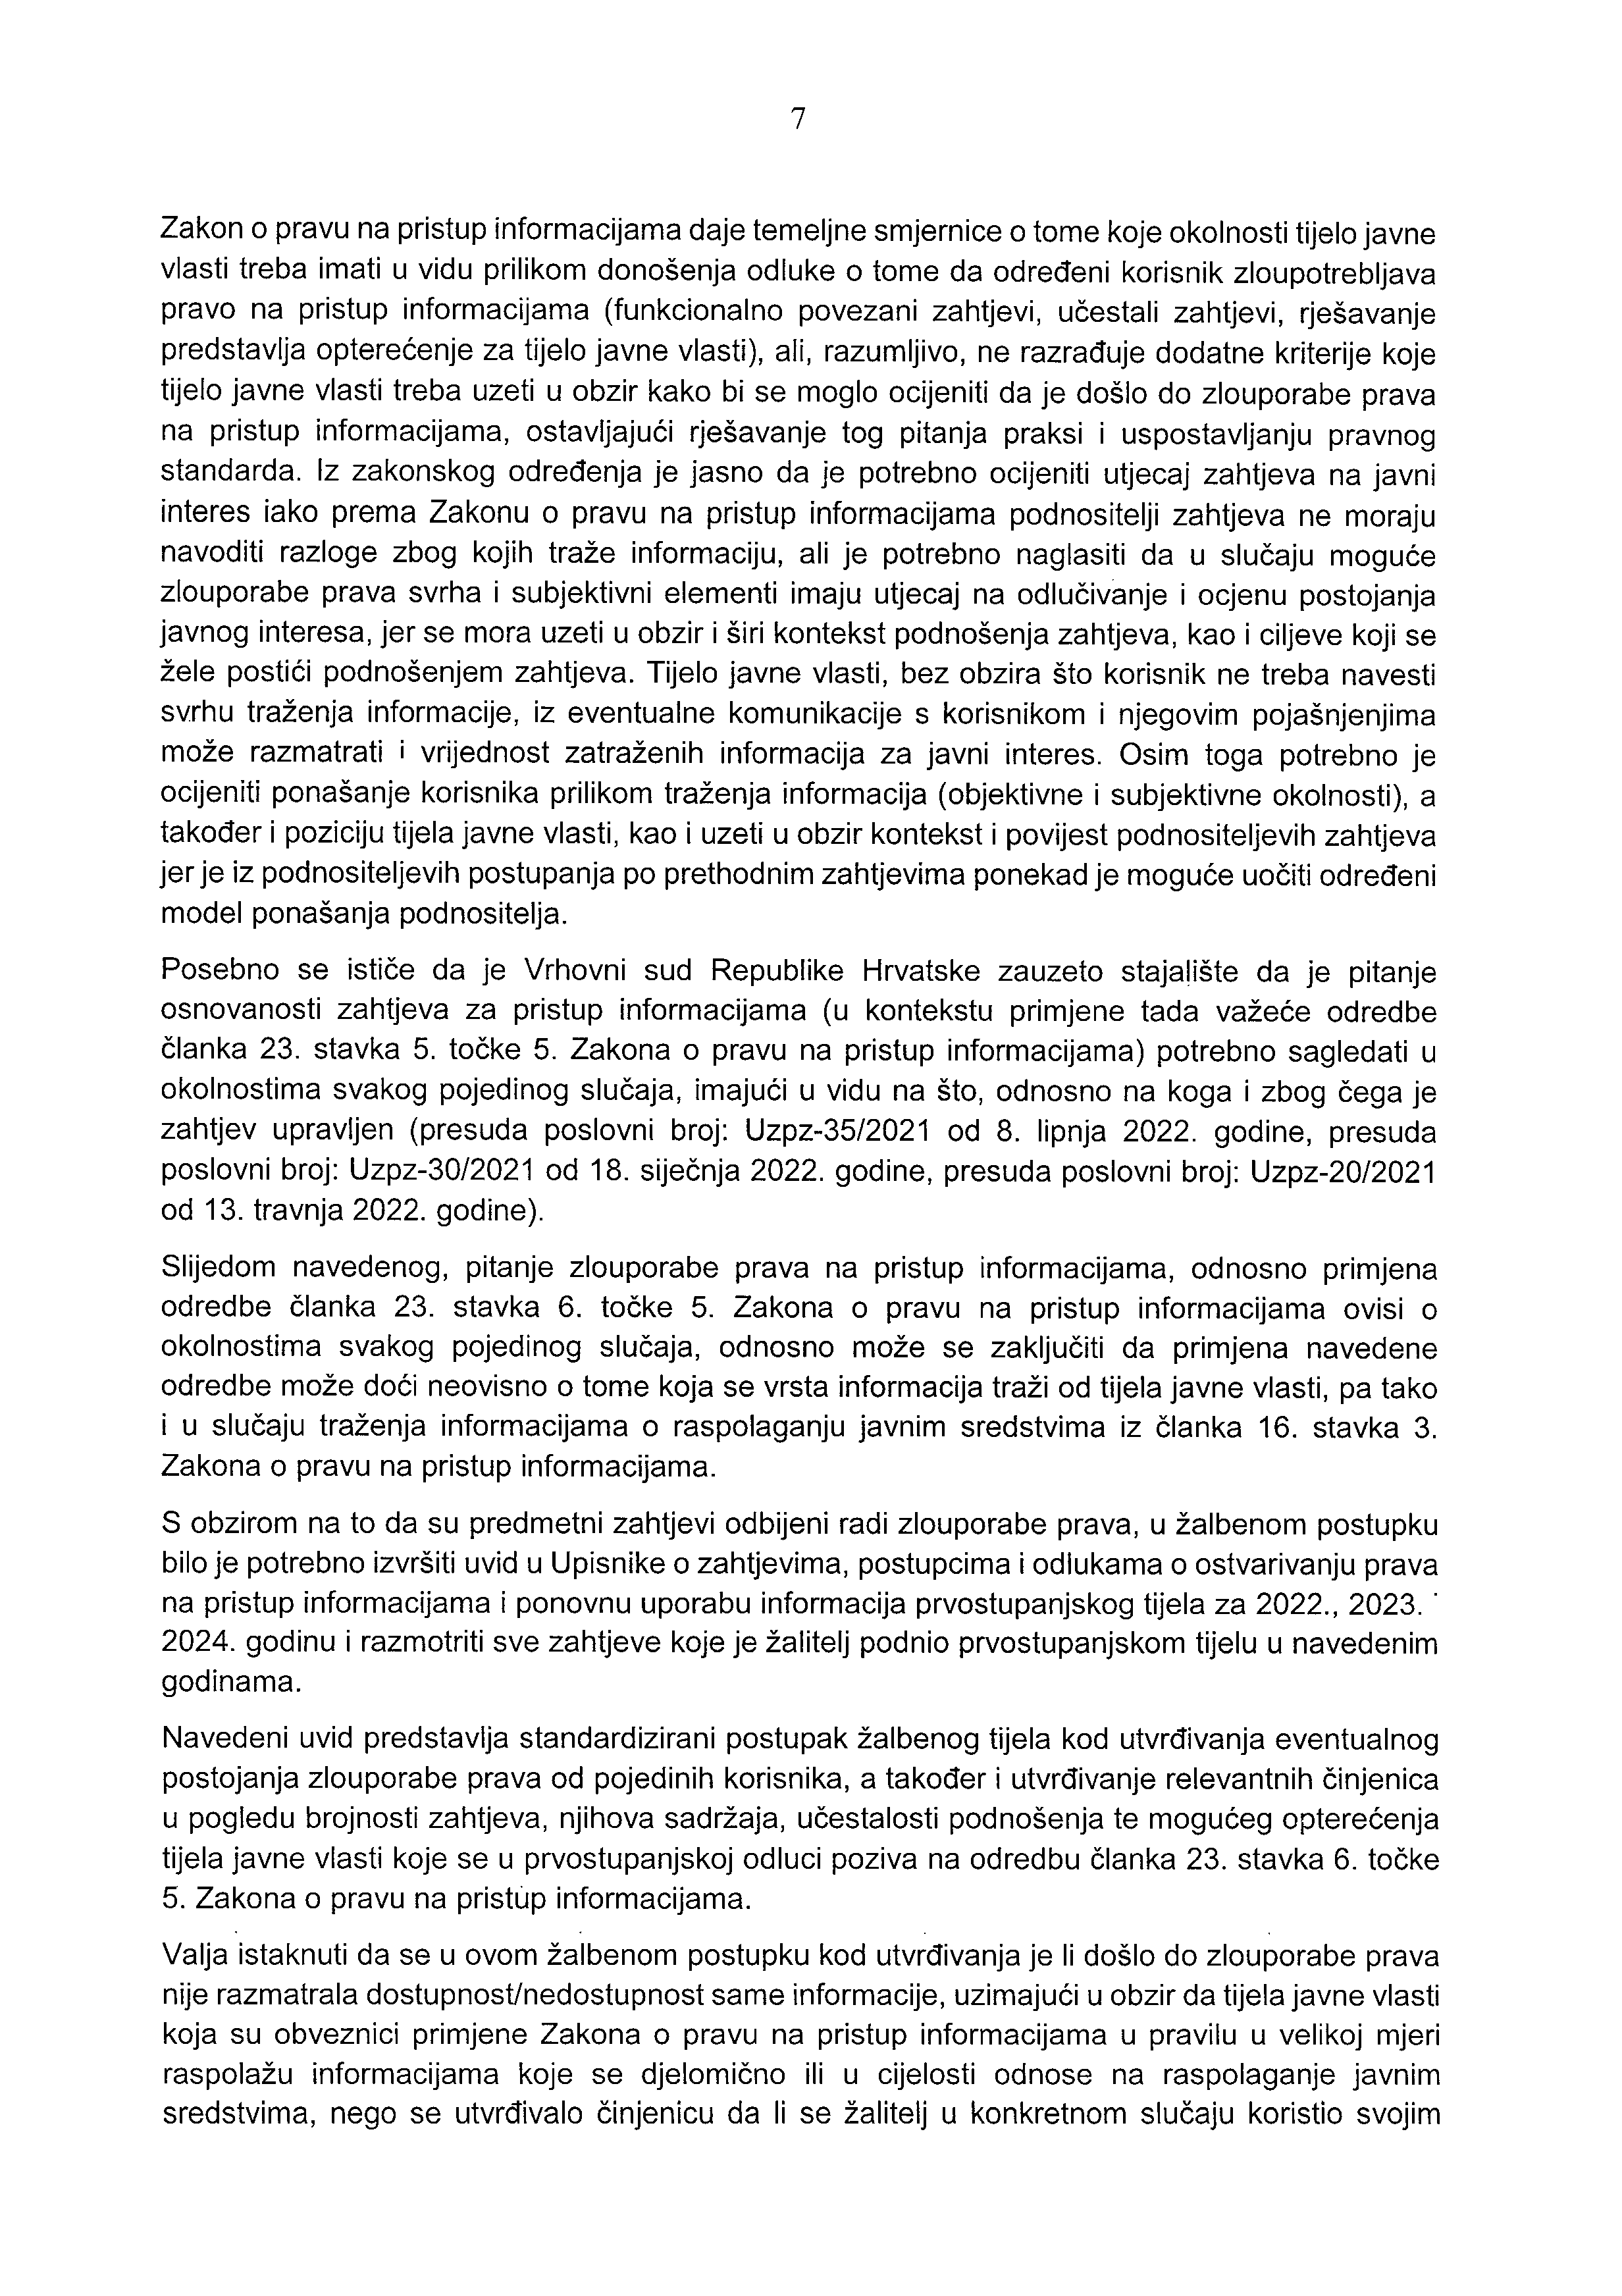 7
Zakon o pravu na pristup informacijama daje temeljne smjernice o tome koje okolnosti tijelo javne
vlasti treba imati u vidu prilikom donošenja odluke o tome da određeni korisnik zloupotrebljava
pravo na pristup informacijama (funkcionalno povezani zahtjevi, učestali zahtjevi, rješavanje
predstavlja opterećenje za tijelo javne vlasti), ali, razumljivo, ne razrađuje dodatne kriterije koje
tijelo javne vlasti treba uzeti u obzir kako bi se moglo ocijeniti da je došlo do zlouporabe prava
na pristup informacijama, ostavljajući rješavanje tog pitanja praksi i uspostavljanju pravnog
standarda. Iz zakonskog određenja je jasno da je potrebno ocijeniti utjecaj zahtjeva na javni
interes iako prema Zakonu o pravu na pristup informacijama podnositelji zahtjeva ne moraju
navoditi razloge zbog kojih traže informaciju, ali je potrebno naglasiti da u slučaju moguće
zlouporabe prava svrha i subjektivni elementi imaju utjecaj na odlučivanje i ocjenu postojanja
javnog interesa, jer se mora uzeti u obzir i širi kontekst podnošenja zahtjeva, kao i ciljeve koji se
žele postići podnošenjem zahtjeva. Tijelo javne vlasti, bez obzira što korisnik ne treba navesti
svrhu traženja informacije, iz eventualne komunikacije s korisnikom i njegovim pojašnjenjima
može razmatrati i vrijednost zatraženih informacija za javni interes. Osim toga potrebno je
ocijeniti ponašanje korisnika prilikom traženja informacija (objektivne i subjektivne okolnosti), a
također i poziciju tijela javne vlasti, kao i uzeti u obzir kontekst i povijest podnositeljevih zahtjeva
jer je iz podnositeljevih postupanja po prethodnim zahtjevima ponekad je moguće uočiti određeni
model ponašanja podnositelja.
Posebno se ističe da je Vrhovni sud Republike Hrvatske zauzeto stajalište da je pitanje
osnovanosti zahtjeva za pristup informacijama (u kontekstu primjene tada važeće odredbe
članka 23. stavka 5. točke 5. Zakona o pravu na pristup informacijama) potrebno sagledati u
okolnostima svakog pojedinog slučaja, imajući u vidu na što, odnosno na koga i zbog čega je
zahtjev upravljen (presuda poslovni broj: Uzpz-35/2021 od 8. lipnja 2022. godine, presuda
poslovni broj: Uzpz-30/2021 od 18. siječnja 2022. godine, presuda poslovni broj: Uzpz-20/2021
od 13. travnja 2022. godine).
Slijedom navedenog, pitanje zlouporabe prava na pristup informacijama, odnosno primjena
odredbe članka 23. stavka 6. točke 5. Zakona o pravu na pristup informacijama ovisi o
okolnostima svakog pojedinog slučaja, odnosno može se zaključiti da primjena navedene
odredbe može doći neovisno o tome koja se vrsta informacija traži od tijela javne vlasti, pa tako
i u slučaju traženja informacijama o raspolaganju javnim sredstvima iz članka 16. stavka 3.
Zakona o pravu na pristup informacijama.
S obzirom na to da su predmetni zahtjevi odbijeni radi zlouporabe prava, u žalbenom postupku
bilo je potrebno izvršiti uvid u Upisnike o zahtjevima, postupcima i odlukama o ostvarivanju prava
na pristup informacijama i ponovnu uporabu informacija prvostupanjskog tijela za 2022., 2023.
2024. godinu i razmotriti sve zahtjeve koje je žalitelj podnio prvostupanjskom tijelu u navedenim
godinama.
Navedeni uvid predstavlja standardizirani postupak žalbenog tijela kod utvrđivanja eventualnog
postojanja zlouporabe prava od pojedinih korisnika, a također i utvrđivanje relevantnih činjenica
u pogledu brojnosti zahtjeva, njihova sadržaja, učestalosti podnošenja te mogućeg opterećenja
tijela javne vlasti koje se u prvostupanjskoj odluci poziva na odredbu članka 23. stavka 6. točke
5. Zakona o pravu na pristup informacijama.
Valja istaknuti da se u ovom žalbenom postupku kod utvrđivanja je li došlo do zlouporabe prava
nije razmatrala dostupnost/nedostupnost same informacije, uzimajući u obzir da tijela javne vlasti
koja su obveznici primjene Zakona o pravu na pristup informacijama u pravilu u velikoj mjeri
raspolažu informacijama koje se djelomično ili u cijelosti odnose na raspolaganje javnim
sredstvima, nego se utvrđivalo činjenicu da li se žalitelj u konkretnom slučaju koristio svojim